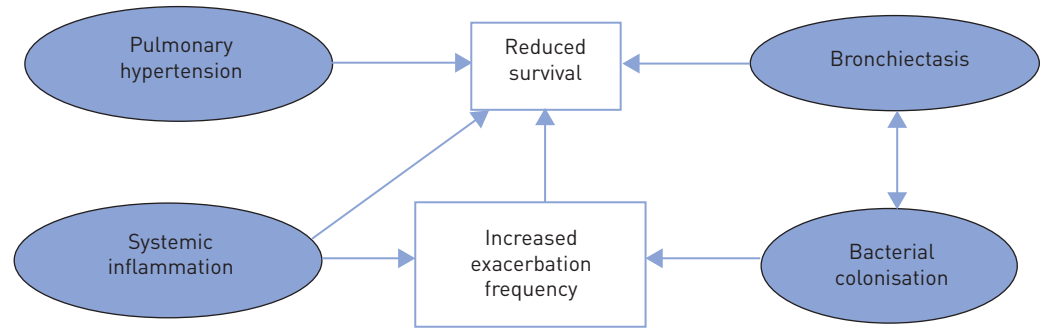 Pulmonary
hypertension
Reduced
survival
Bronchiectasis
Systemic
inflammation
Increased
exacerbation
frequency
Bacterial
colonisation